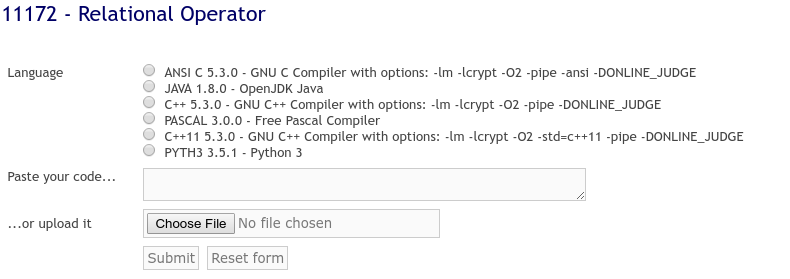 11172 - Relational Operator
Language
ANSI C 5.3.0 - GNU C Compiler with options: -lm -lcrypt -O2 -pipe -ansi -DONLINE_JUDGE
JAVA 1.8.0 - OpenJDK Java
C++ 5.3.0 - GNU C++ Compiler with options: -lm -lcrypt -O2 -pipe -DONLINE_JUDGE
PASCAL 3.0.0 - Free Pascal Compiler
C++11 5.3.0 - GNU C++ Compiler with options: -lm -lcrypt -O2 -std=c++11 -pipe -DONLINE_JUDGE
PYTH3 3.5.1 - Python 3
Paste your code...
...or upload it
Choose File No file chosen
Submit Reset form